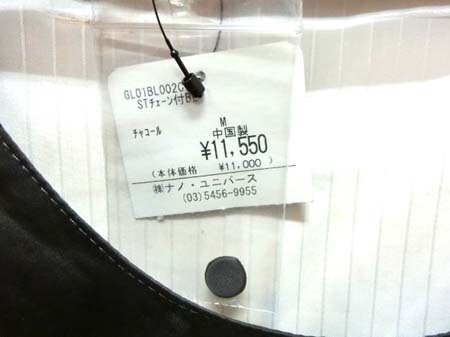 GL01BL002C
STチェーン付B
チャコール M
中国製
¥11,550
(本体価格 ¥11,000)
㈱ナノ・ユニバース
(03)5456-9955